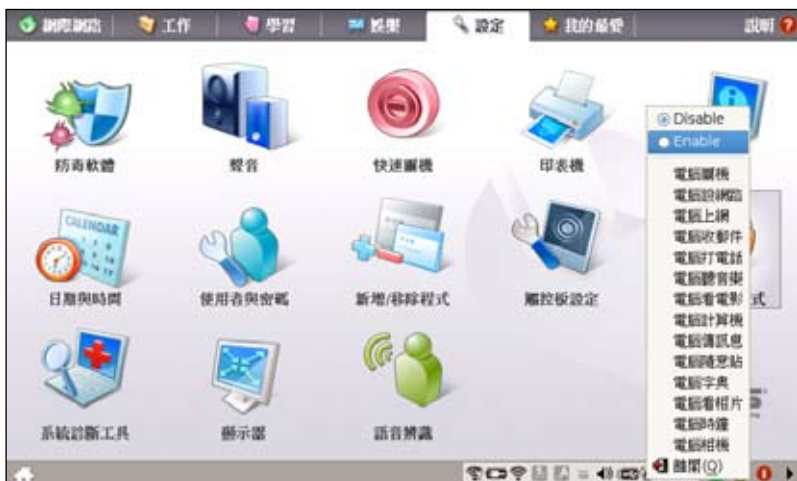 網際網路 工作 學習 娛樂 設定 我的最愛 說明
防毒軟體 聲音 快速關機 印表機
日期與時間 使用者與密碼 新增/移除程式 觸控板設定 式
系統診斷工具 顯示器 語音辨識
CALENDAR
Disable
Enable
電腦關機
電腦設網路
電腦上網
電腦收郵件
電腦打電話
電腦聽音樂
電腦看電影
電腦計算機
電腦傳訊息
電腦隨意貼
電腦字典
電腦看相片
電腦時鐘
電腦相機
離開(Q)